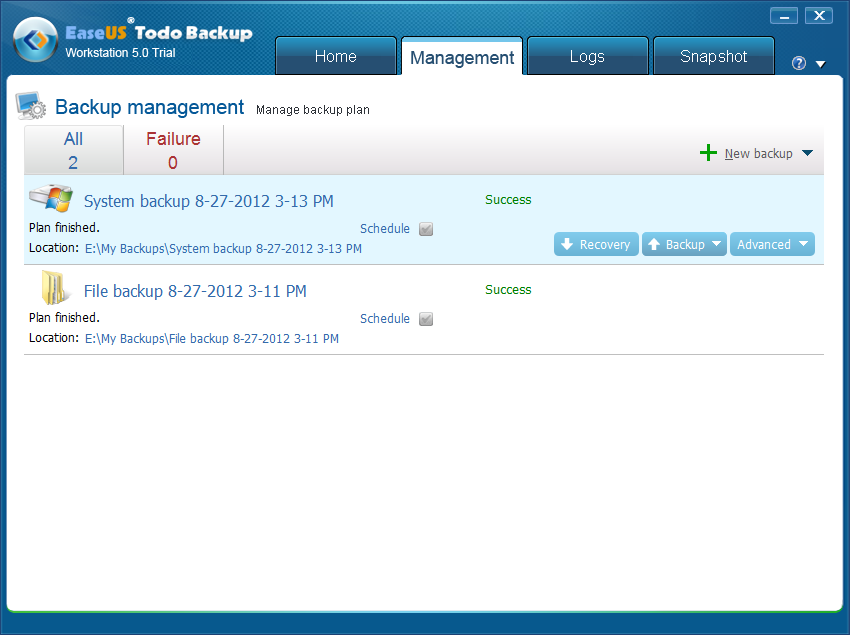 EaseUS® Todo Backup
Workstation 5.0 Trial
Home
Management
Logs
Snapshot
?
Backup management
Manage backup plan
All
2
Failure
0
New backup
System backup 8-27-2012 3-13 PM
Success
Plan finished.
Schedule
Location: E:\My Backups\System backup 8-27-2012 3-13 PM
Recovery
Backup
Advanced
File backup 8-27-2012 3-11 PM
Success
Plan finished.
Schedule
Location: E:\My Backups\File backup 8-27-2012 3-11 PM